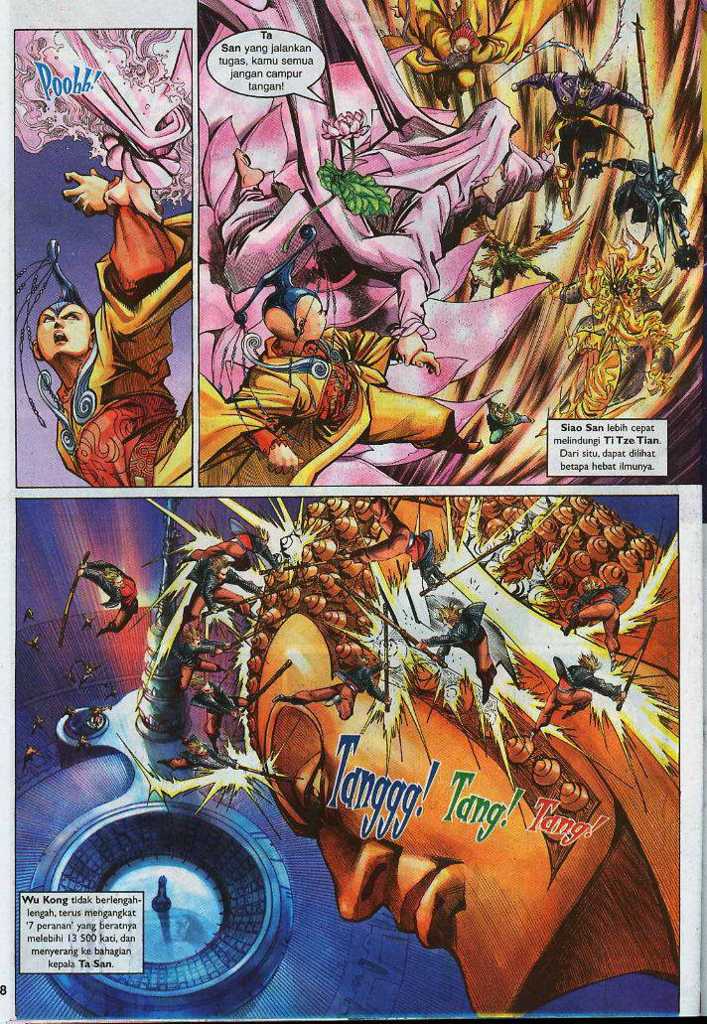 Poohh!
Ta
San yang jalankan
tugas, kamu semua
jangan campur
tangan!
Siao San lebih cepat
melindungi Ti Tze Tian.
Dari situ, dapat dilihat
betapa hebat ilmunya.
Tanggg! Tang! Tang!
Wu Kong tidak berlengah-
lengah, terus mengangkat
'7 peranan' yang beratnya
melebihi 13 500 kati, dan
menyerang ke bahagian
kepala Ta San.
8